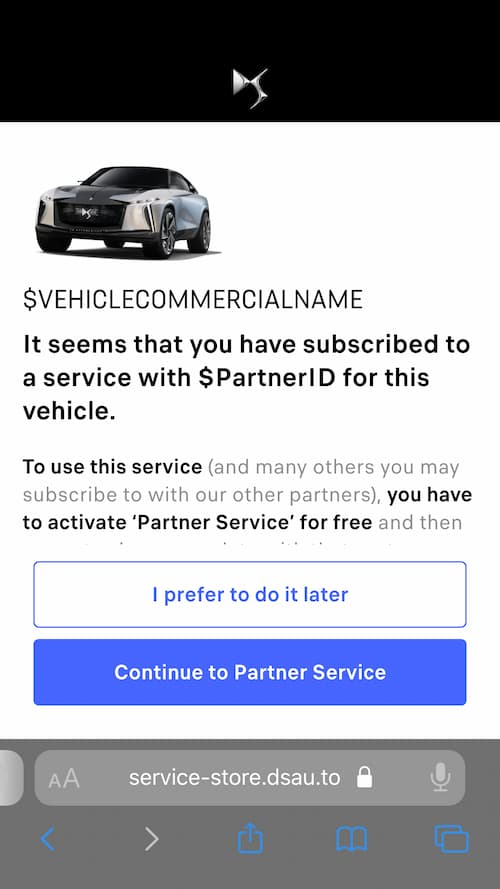 $VEHICLECOMMERCIALNAME
It seems that you have subscribed to
a service with $PartnerID for this
vehicle.
To use this service (and many others you may
subscribe to with our other partners), you have
to activate ‘Partner Service’ for free and then
I prefer to do it later
Continue to Partner Service
AA service-store.dsau.to